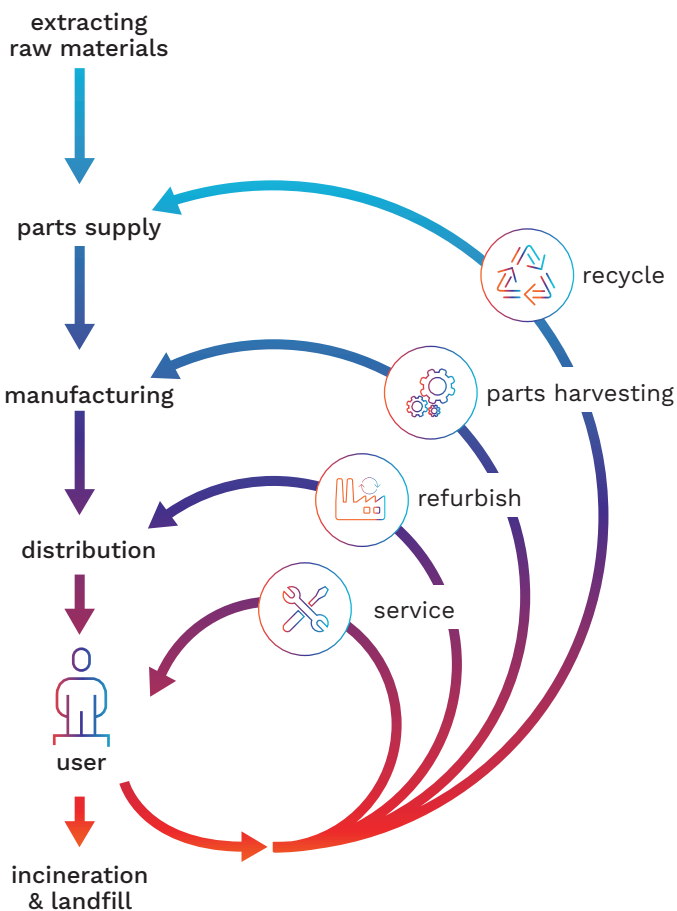 extracting
raw materials
parts supply
recycle
manufacturing
parts harvesting
refurbish
distribution
service
user
incineration
& landfill